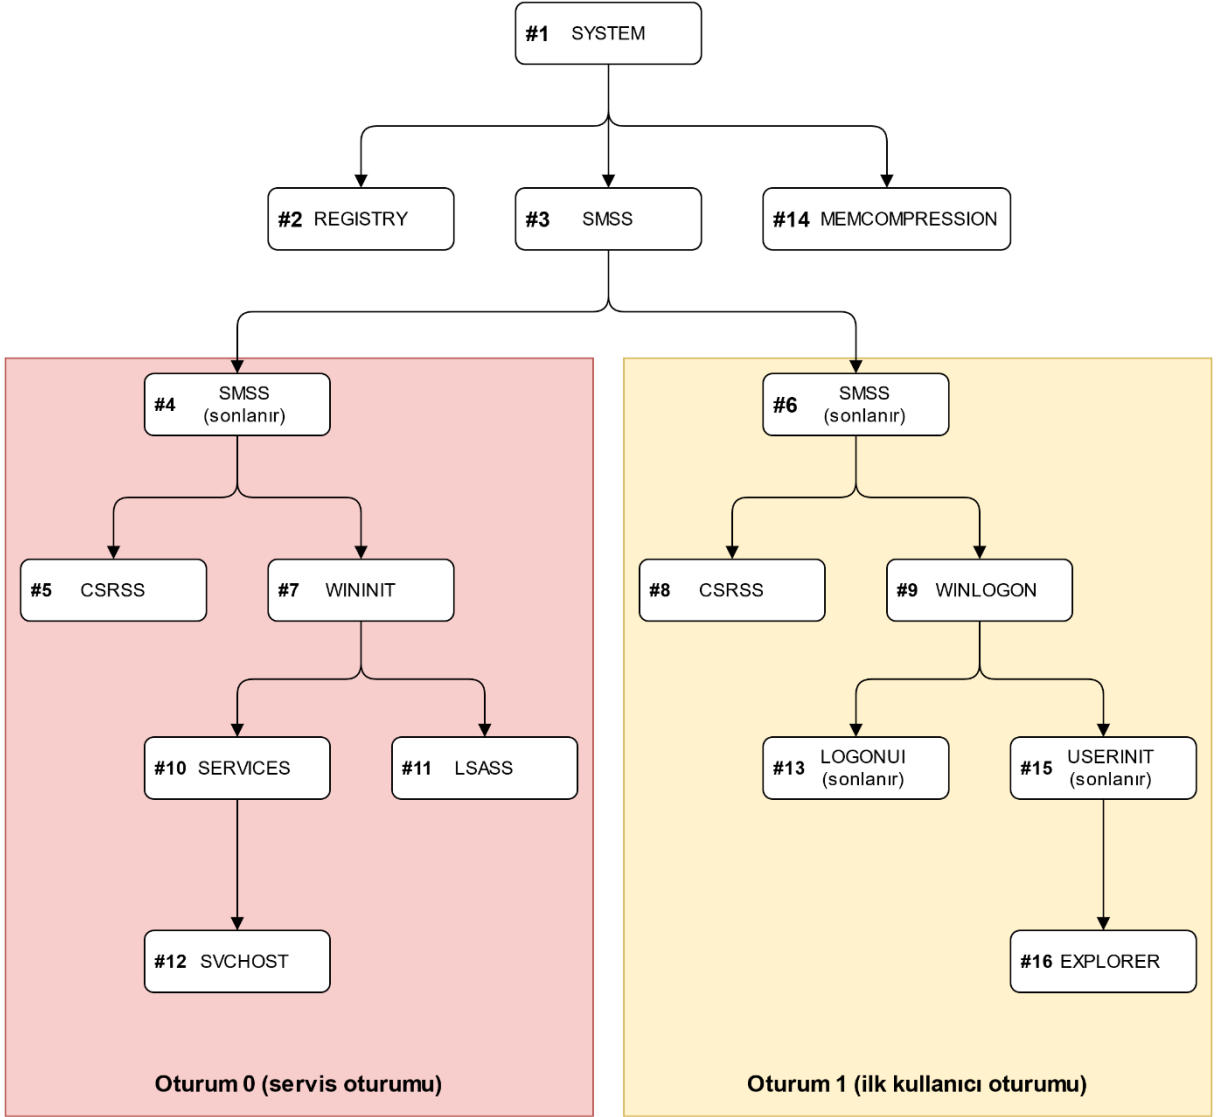 #1 SYSTEM
#2 REGISTRY
#3 SMSS
#14 MEMCOMPRESSION
#4 SMSS
(sonlanır)
#6 SMSS
(sonlanır)
#5 CSRSS
#7 WININIT
#8 CSRSS
#9 WINLOGON
#10 SERVICES
#11 LSASS
#13 LOGONUI
(sonlanır)
#15 USERINIT
(sonlanır)
#12 SVCHOST
#16 EXPLORER
Oturum 0 (servis oturumu)
Oturum 1 (ilk kullanıcı oturumu)